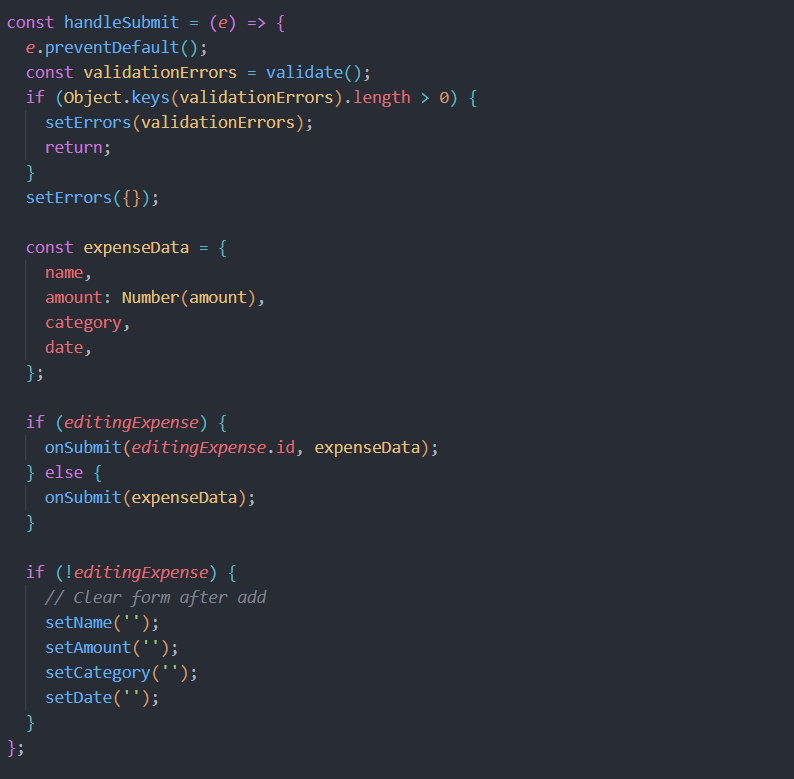 const handleSubmit = (e) => {
  e.preventDefault();
  const validationErrors = validate();
  if (Object.keys(validationErrors).length > 0) {
    setErrors(validationErrors);
    return;
  }
  setErrors({});

  const expenseData = {
    name,
    amount: Number(amount),
    category,
    date,
  };

  if (editingExpense) {
    onSubmit(editingExpense.id, expenseData);
  } else {
    onSubmit(expenseData);
  }

  if (!editingExpense) {
    // Clear form after add
    setName('');
    setAmount('');
    setCategory('');
    setDate('');
  }
};